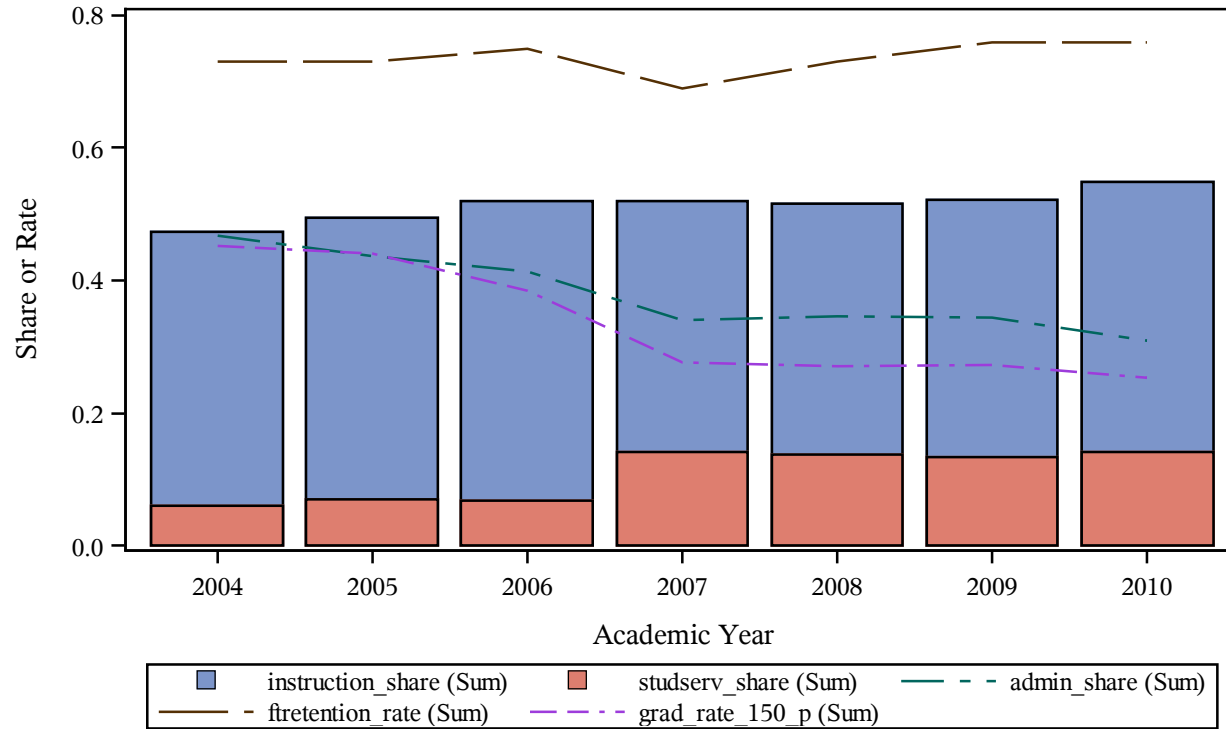 0.8
0.6
0.4
0.2
0.0
Share or Rate
2004 2005 2006 2007 2008 2009 2010
Academic Year
instruction_share (Sum) studserv_share (Sum) admin_share (Sum)
ftretention_rate (Sum) grad_rate_150_p (Sum)